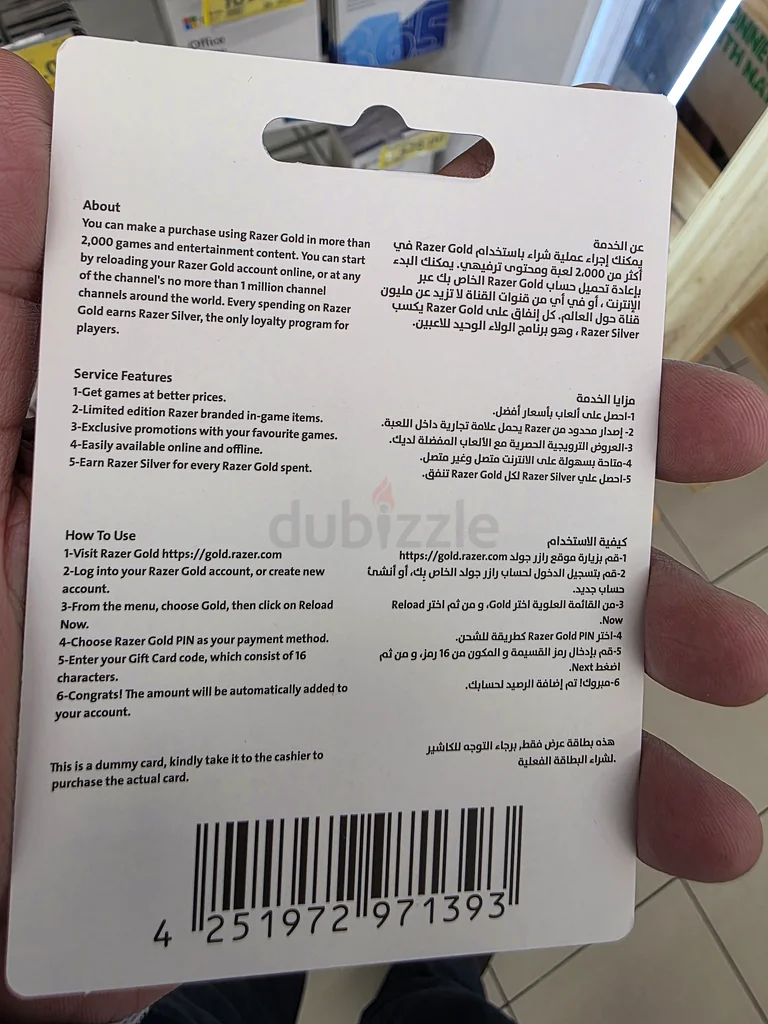 Office
365
About
You can make a purchase using Razer Gold in more than
2,000 games and entertainment content. You can start
by reloading your Razer Gold account online, or at any
of the channel's no more than 1 million channel
channels around the world. Every spending on Razer
Gold earns Razer Silver, the only loyalty program for
players.
عن الخدمة
يمكنك إجراء عملية شراء باستخدام Razer Gold في
أكثر من 2,000 لعبة ومحتوى ترفيهي. يمكنك البدء
بإعادة تحميل حساب Razer Gold الخاص بك عبر
الإنترنت ، أو في أي من قنوات القناة لا تزيد عن مليون
قناة حول العالم. كل إنفاق على Razer Gold يكسب
Razer Silver ، وهو برنامج الولاء الوحيد للاعبين.
Service Features
1-Get games at better prices.
2-Limited edition Razer branded in-game items.
3-Exclusive promotions with your favourite games.
4-Easily available online and offline.
5-Earn Razer Silver for every Razer Gold spent.
مزايا الخدمة
1-احصل على ألعاب بأسعار أفضل.
2- إصدار محدود من Razer يحمل علامة تجارية داخل اللعبة.
3-العروض الترويجية الحصرية مع الألعاب المفضلة لديك.
4-متاحة بسهولة على الانترنت متصل وغير متصل.
5-احصل علي Razer Silver لكل Razer Gold تنفق.
dubizzle
How To Use
1-Visit Razer Gold https://gold.razer.com
2-Log into your Razer Gold account, or create new
account.
3-From the menu, choose Gold, then click on Reload
Now.
4-Choose Razer Gold PIN as your payment method.
5-Enter your Gift Card code, which consist of 16
characters.
6-Congrats! The amount will be automatically added to
your account.
كيفية الاستخدام
1-قم بزيارة موقع رازر جولد https://gold.razer.com
2-قم بتسجيل الدخول لحساب رازر جولد الخاص بِك، أو أنشئ
حساب جديد.
3-من القائمة العلوية اختر Gold، و من ثم اختر Reload
Now.
4-اختر Razer Gold PIN كطريقة للشحن.
5-قم بإدخال رمز القسيمة و المكون من 16 رمز، و من ثم
اضغط Next.
6-مبروك! تم إضافة الرصيد لحسابك.
This is a dummy card, kindly take it to the cashier to
purchase the actual card.
هذه بطاقة عرض فقط, برجاء التوجه للكاشير
لشراء البطاقة الفعلية.
4 251972 971393